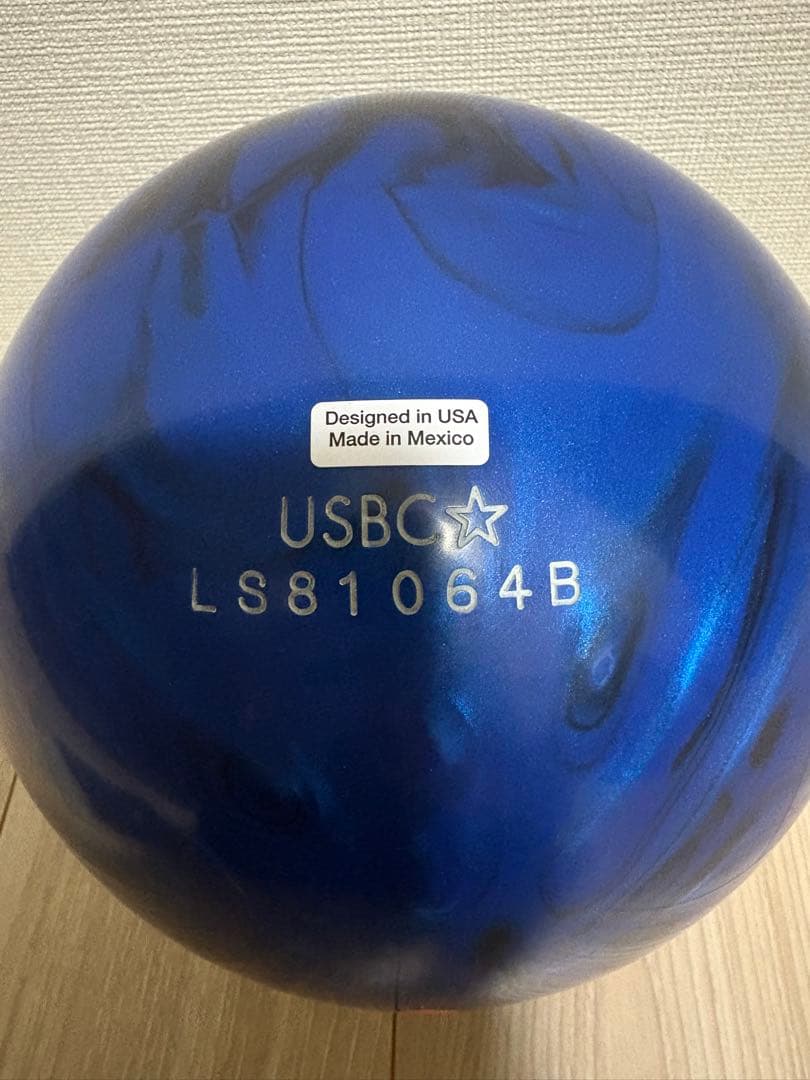 Designed in USA
Made in Mexico
USBC☆
LS81064B